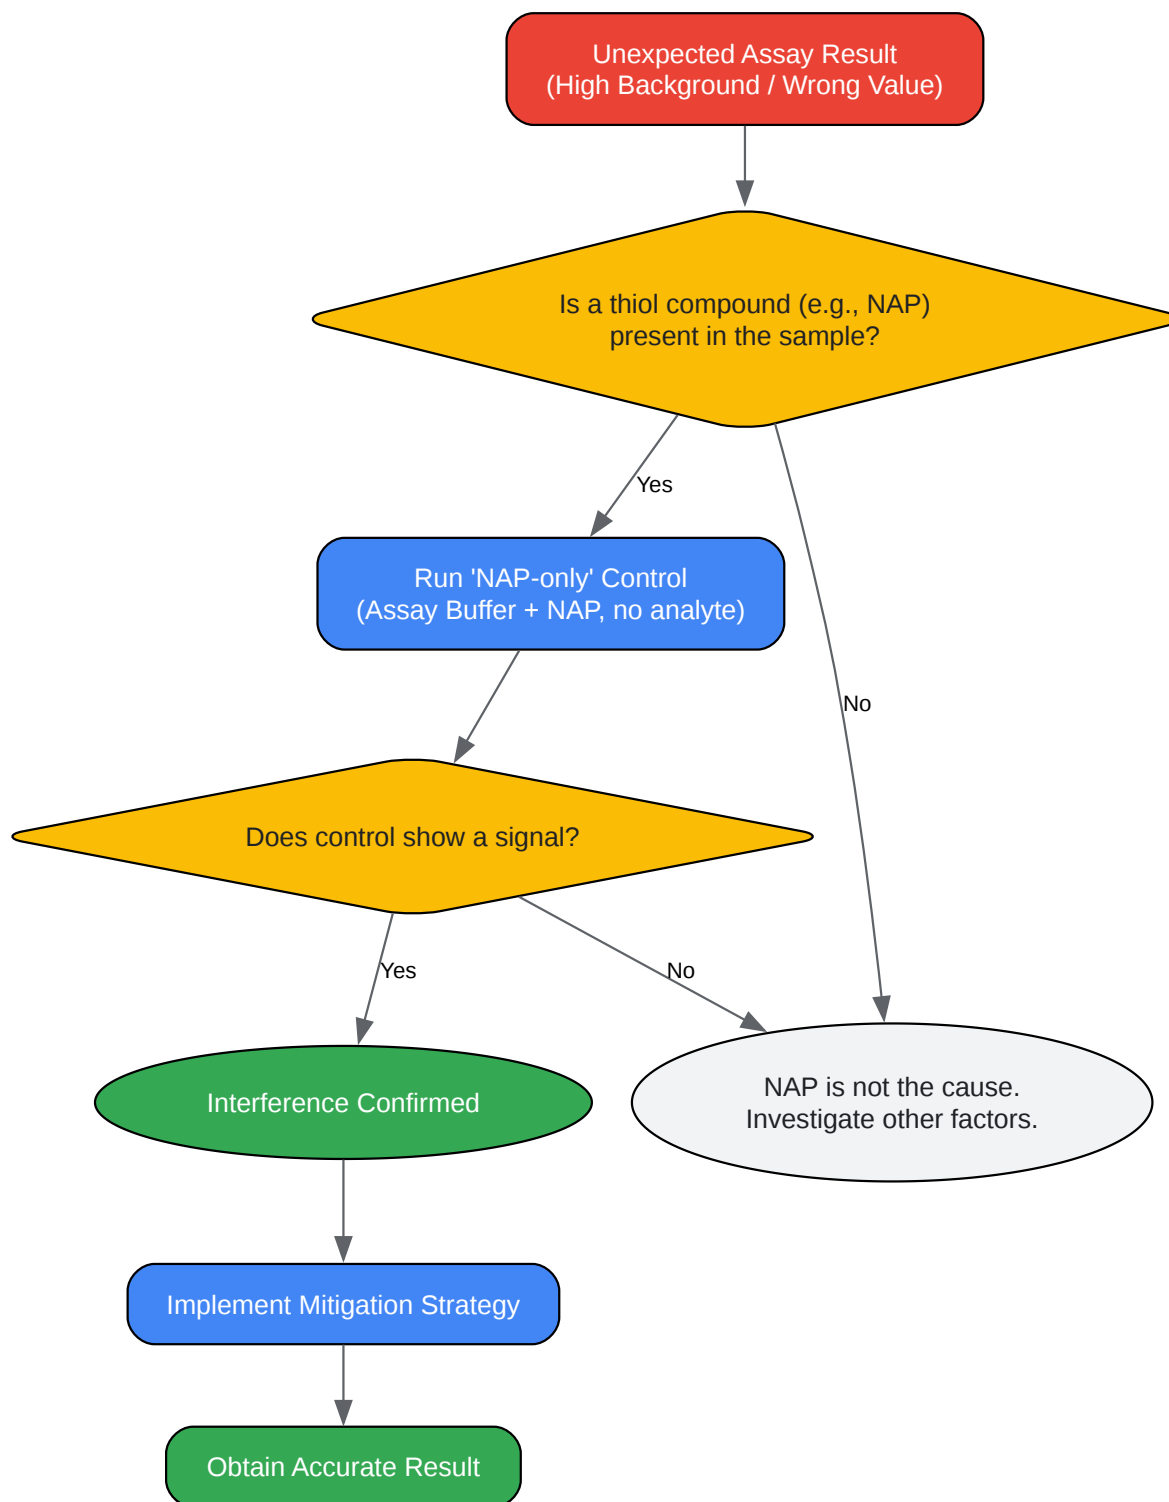 Unexpected Assay Result
(High Background / Wrong Value)
Is a thiol compound (e.g., NAP)
present in the sample?
Yes
Run 'NAP-only' Control
(Assay Buffer + NAP, no analyte)
No
Does control show a signal?
Yes
No
Interference Confirmed
NAP is not the cause.
Investigate other factors.
Implement Mitigation Strategy
Obtain Accurate Result